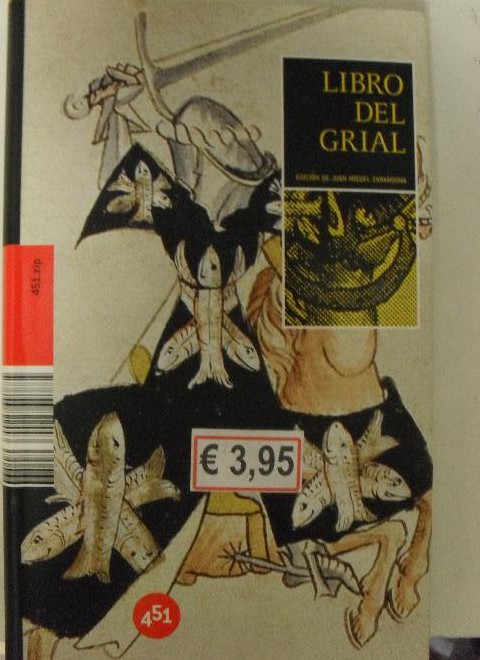 LIBRO
DEL
GRIAL
EDICIÓN DE JUAN MIGUEL ZARANDONA
451.zip
€ 3,95
451